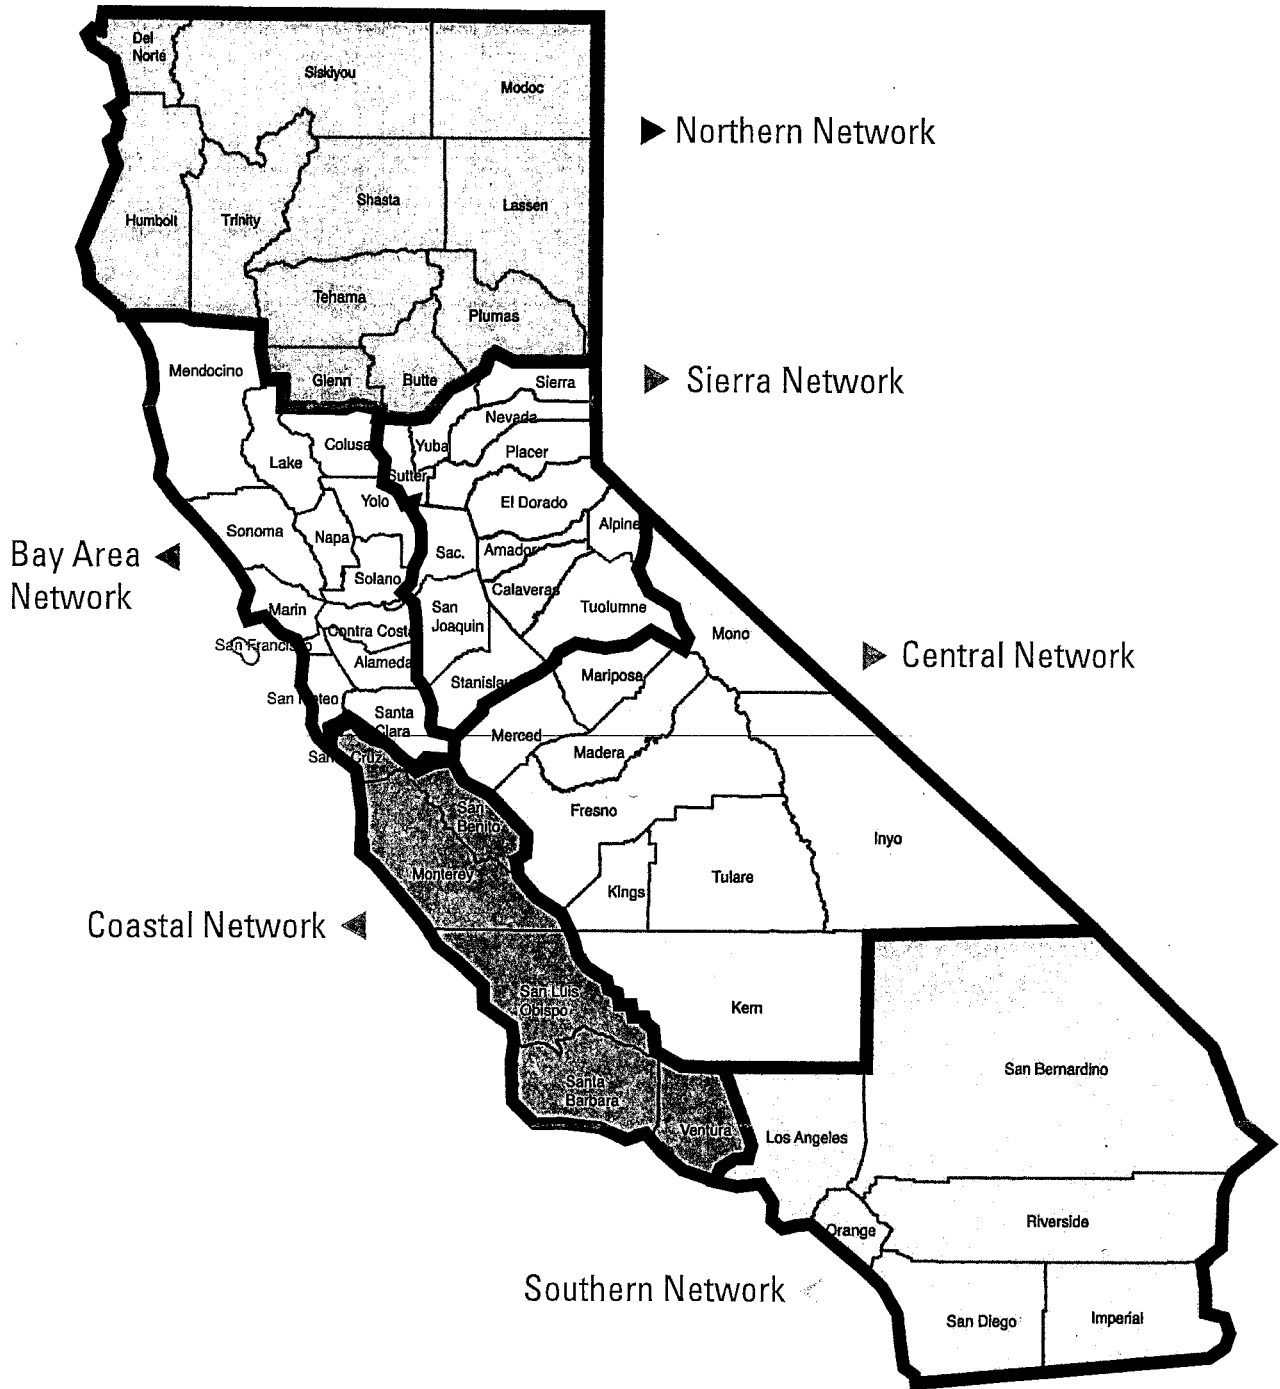 Del
Norte
Siskiyou
Modoc
Northern Network
Humbolt
Trinity
Shasta
Lassen
Tehama
Plumas
Mendocino
Glenn
Butte
Sierra
Sierra Network
Nevada
Colusa
Yuba
Placer
Lake
Sutter
Yolo
El Dorado
Sonoma
Napa
Alpine
Bay Area
Network
Sac.
Amador
Solano
Calaveras
Marin
San
Joaquin
Tuolumne
Contra Costa
Mono
San Francisco
Alameda
Central Network
Stanislau
Mariposa
San Mateo
Santa
Clara
Merced
Madera
Santa Cruz
San
Benito
Fresno
Inyo
Monterey
Kings
Tulare
Coastal Network
San Luis
Obispo
Kern
San Bernardino
Santa
Barbara
Ventura
Los Angeles
Orange
Riverside
Southern Network
San Diego
Imperial